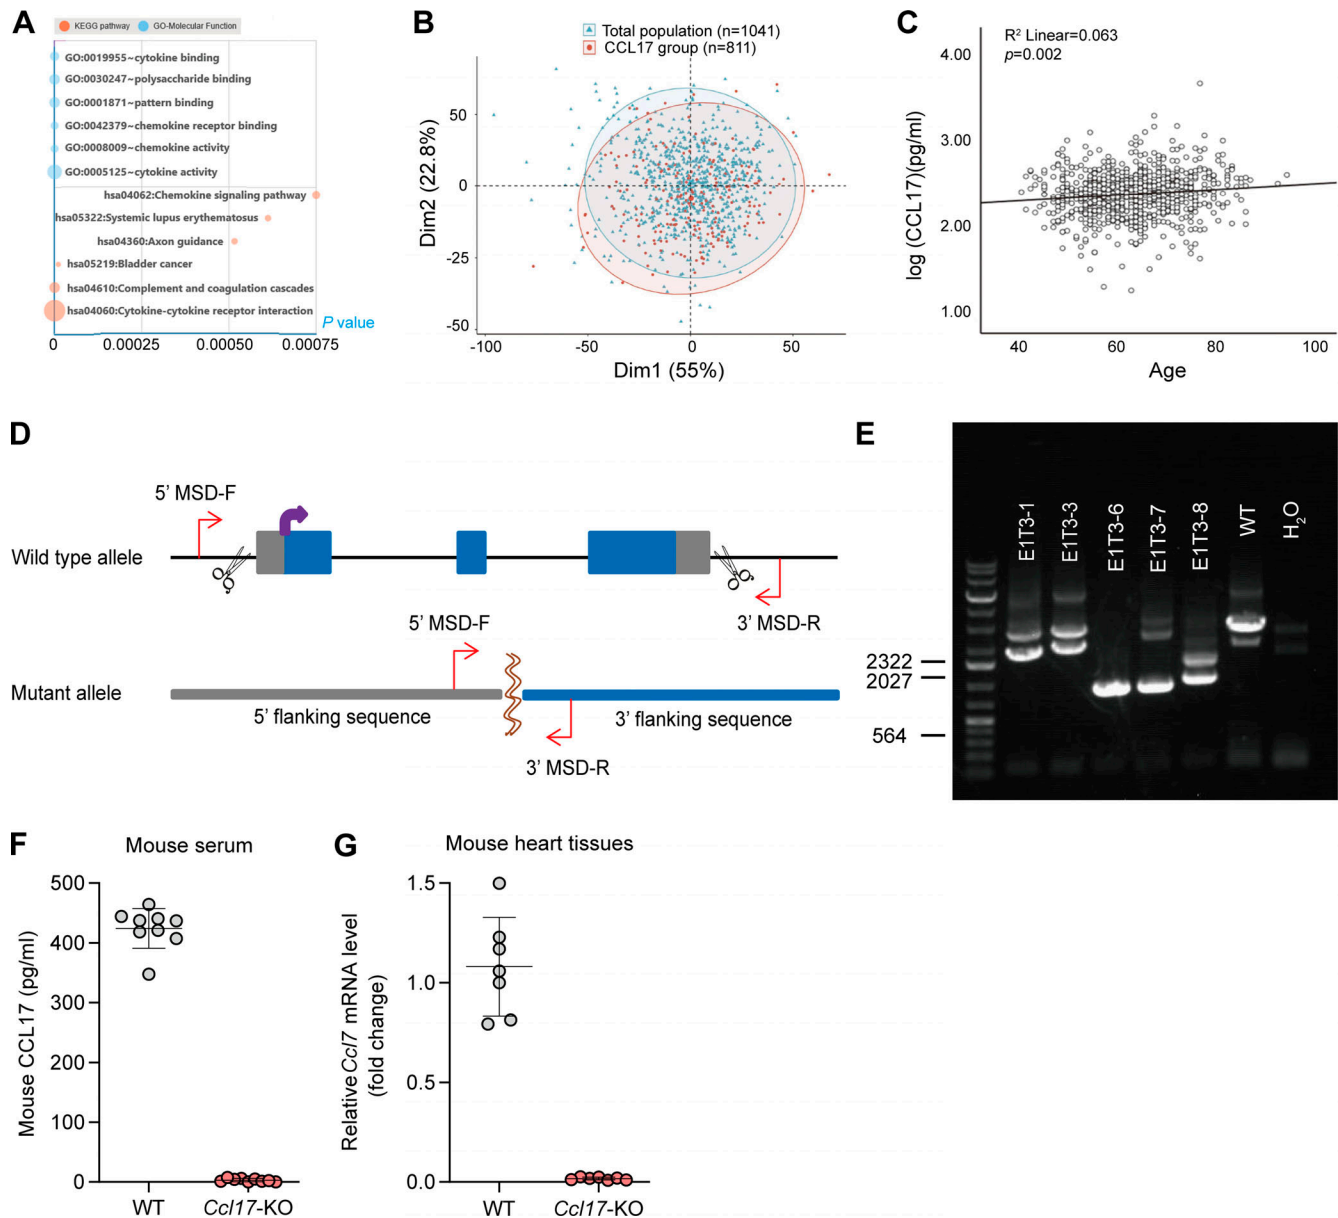 A
KEGG pathway
GO-Molecular Function
GO:0019955~cytokine binding
GO:0030247~polysaccharide binding
GO:0001871~pattern binding
GO:0042379~chemokine receptor binding
GO:0008009~chemokine activity
GO:0005125~cytokine activity
hsa04062:Chemokine signaling pathway
hsa05322:Systemic lupus erythematosus
hsa04360:Axon guidance
hsa05219:Bladder cancer
hsa04610:Complement and coagulation cascades
hsa04060:Cytokine-cytokine receptor interaction
P value
0 0.00025 0.00050 0.00075
B
Total population (n=1041)
CCL17 group (n=811)
Dim2 (22.8%)
50
0
-25
-50
-100 -50 0 50
Dim1 (55%)
C
R² Linear=0.063
p=0.002
log (CCL17)(pg/ml)
4.00
3.00
2.00
1.00
40 60 80 100
Age
D
5’ MSD-F
Wild type allele
3’ MSD-R
5’ MSD-F
Mutant allele
5’ flanking sequence
3’ flanking sequence
3’ MSD-R
E
E1T3-1
E1T3-3
E1T3-6
E1T3-7
E1T3-8
WT
H₂O
2322
2027
564
F
Mouse serum
Mouse CCL17 (pg/ml)
500
400
300
200
100
0
WT Ccl17-KO
G
Mouse heart tissues
Relative Ccl7 mRNA level
(fold change)
1.5
1.0
0.5
0.0
WT Ccl17-KO